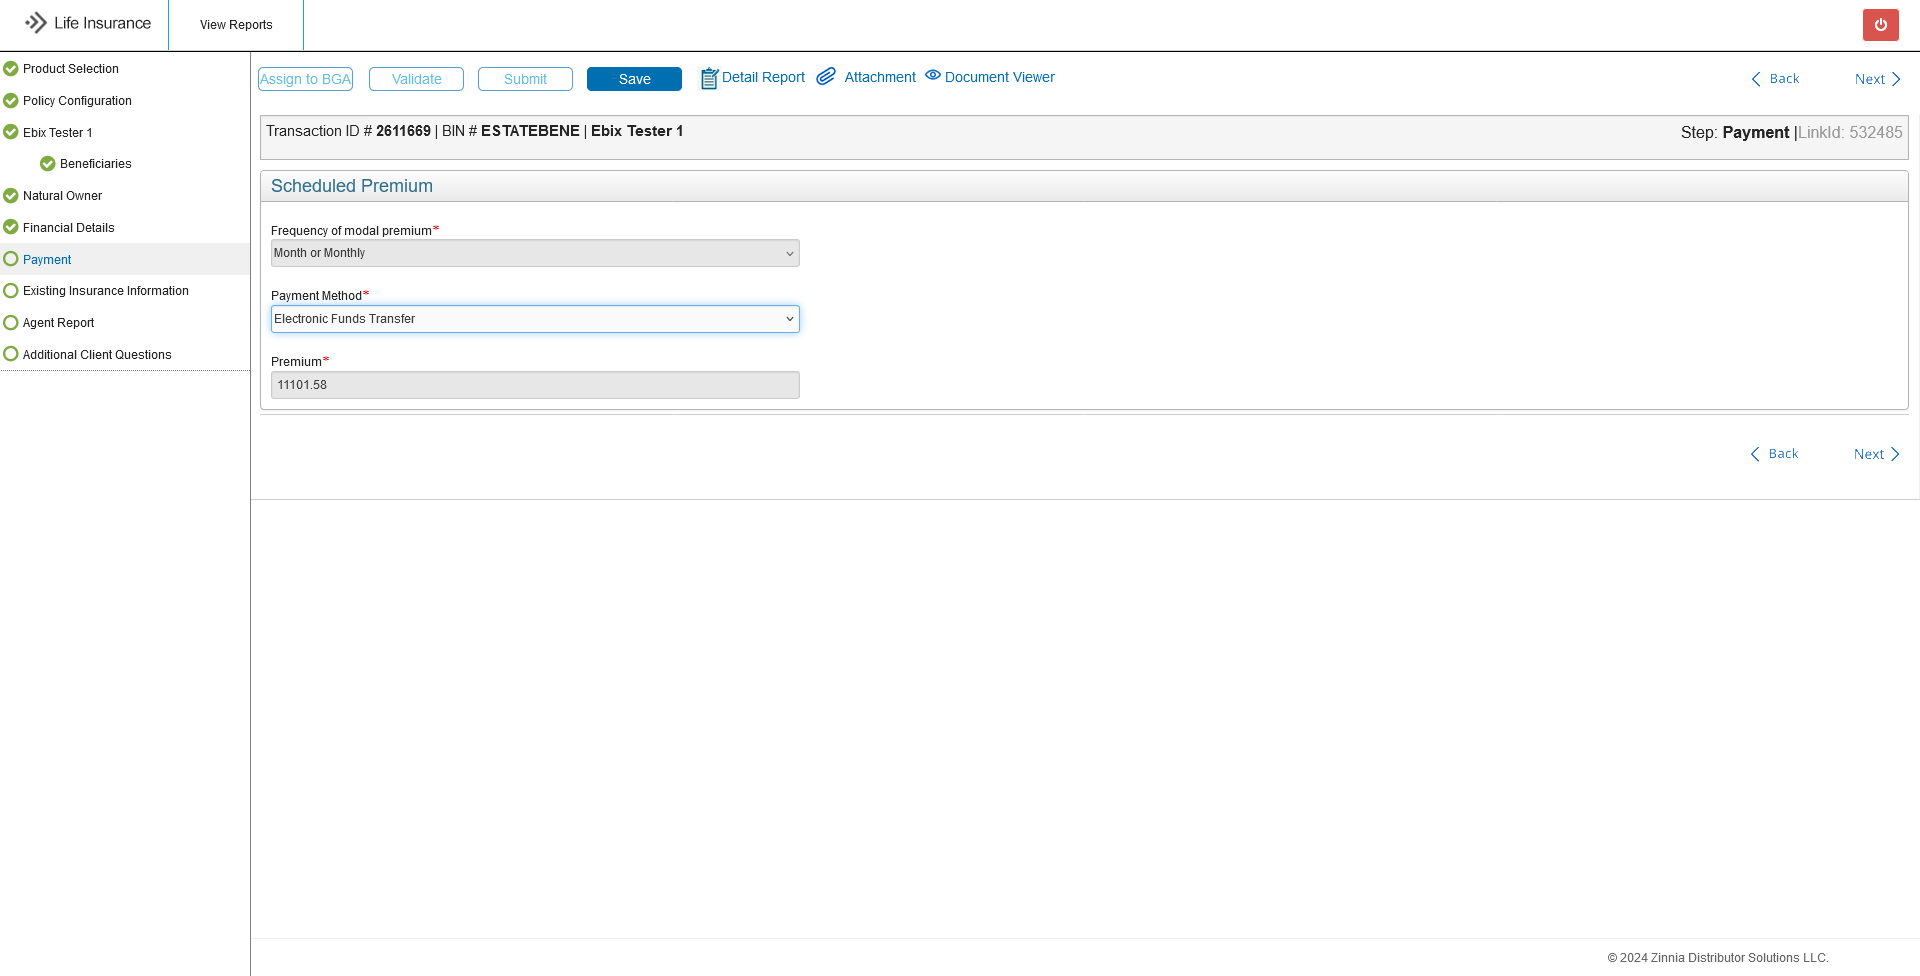 Life Insurance
View Reports
Product Selection
Policy Configuration
Ebix Tester 1
Beneficiaries
Natural Owner
Financial Details
Payment
Existing Insurance Information
Agent Report
Additional Client Questions
Assign to BGA Validate Submit Save Detail Report Attachment Document Viewer Back Next
Transaction ID # 2611669 | BIN # ESTATEBENE | Ebix Tester 1
Step: Payment |LinkId: 532485
Scheduled Premium
Frequency of modal premium*
Month or Monthly
Payment Method*
Electronic Funds Transfer
Premium*
11101.58
Back Next
© 2024 Zinnia Distributor Solutions LLC.